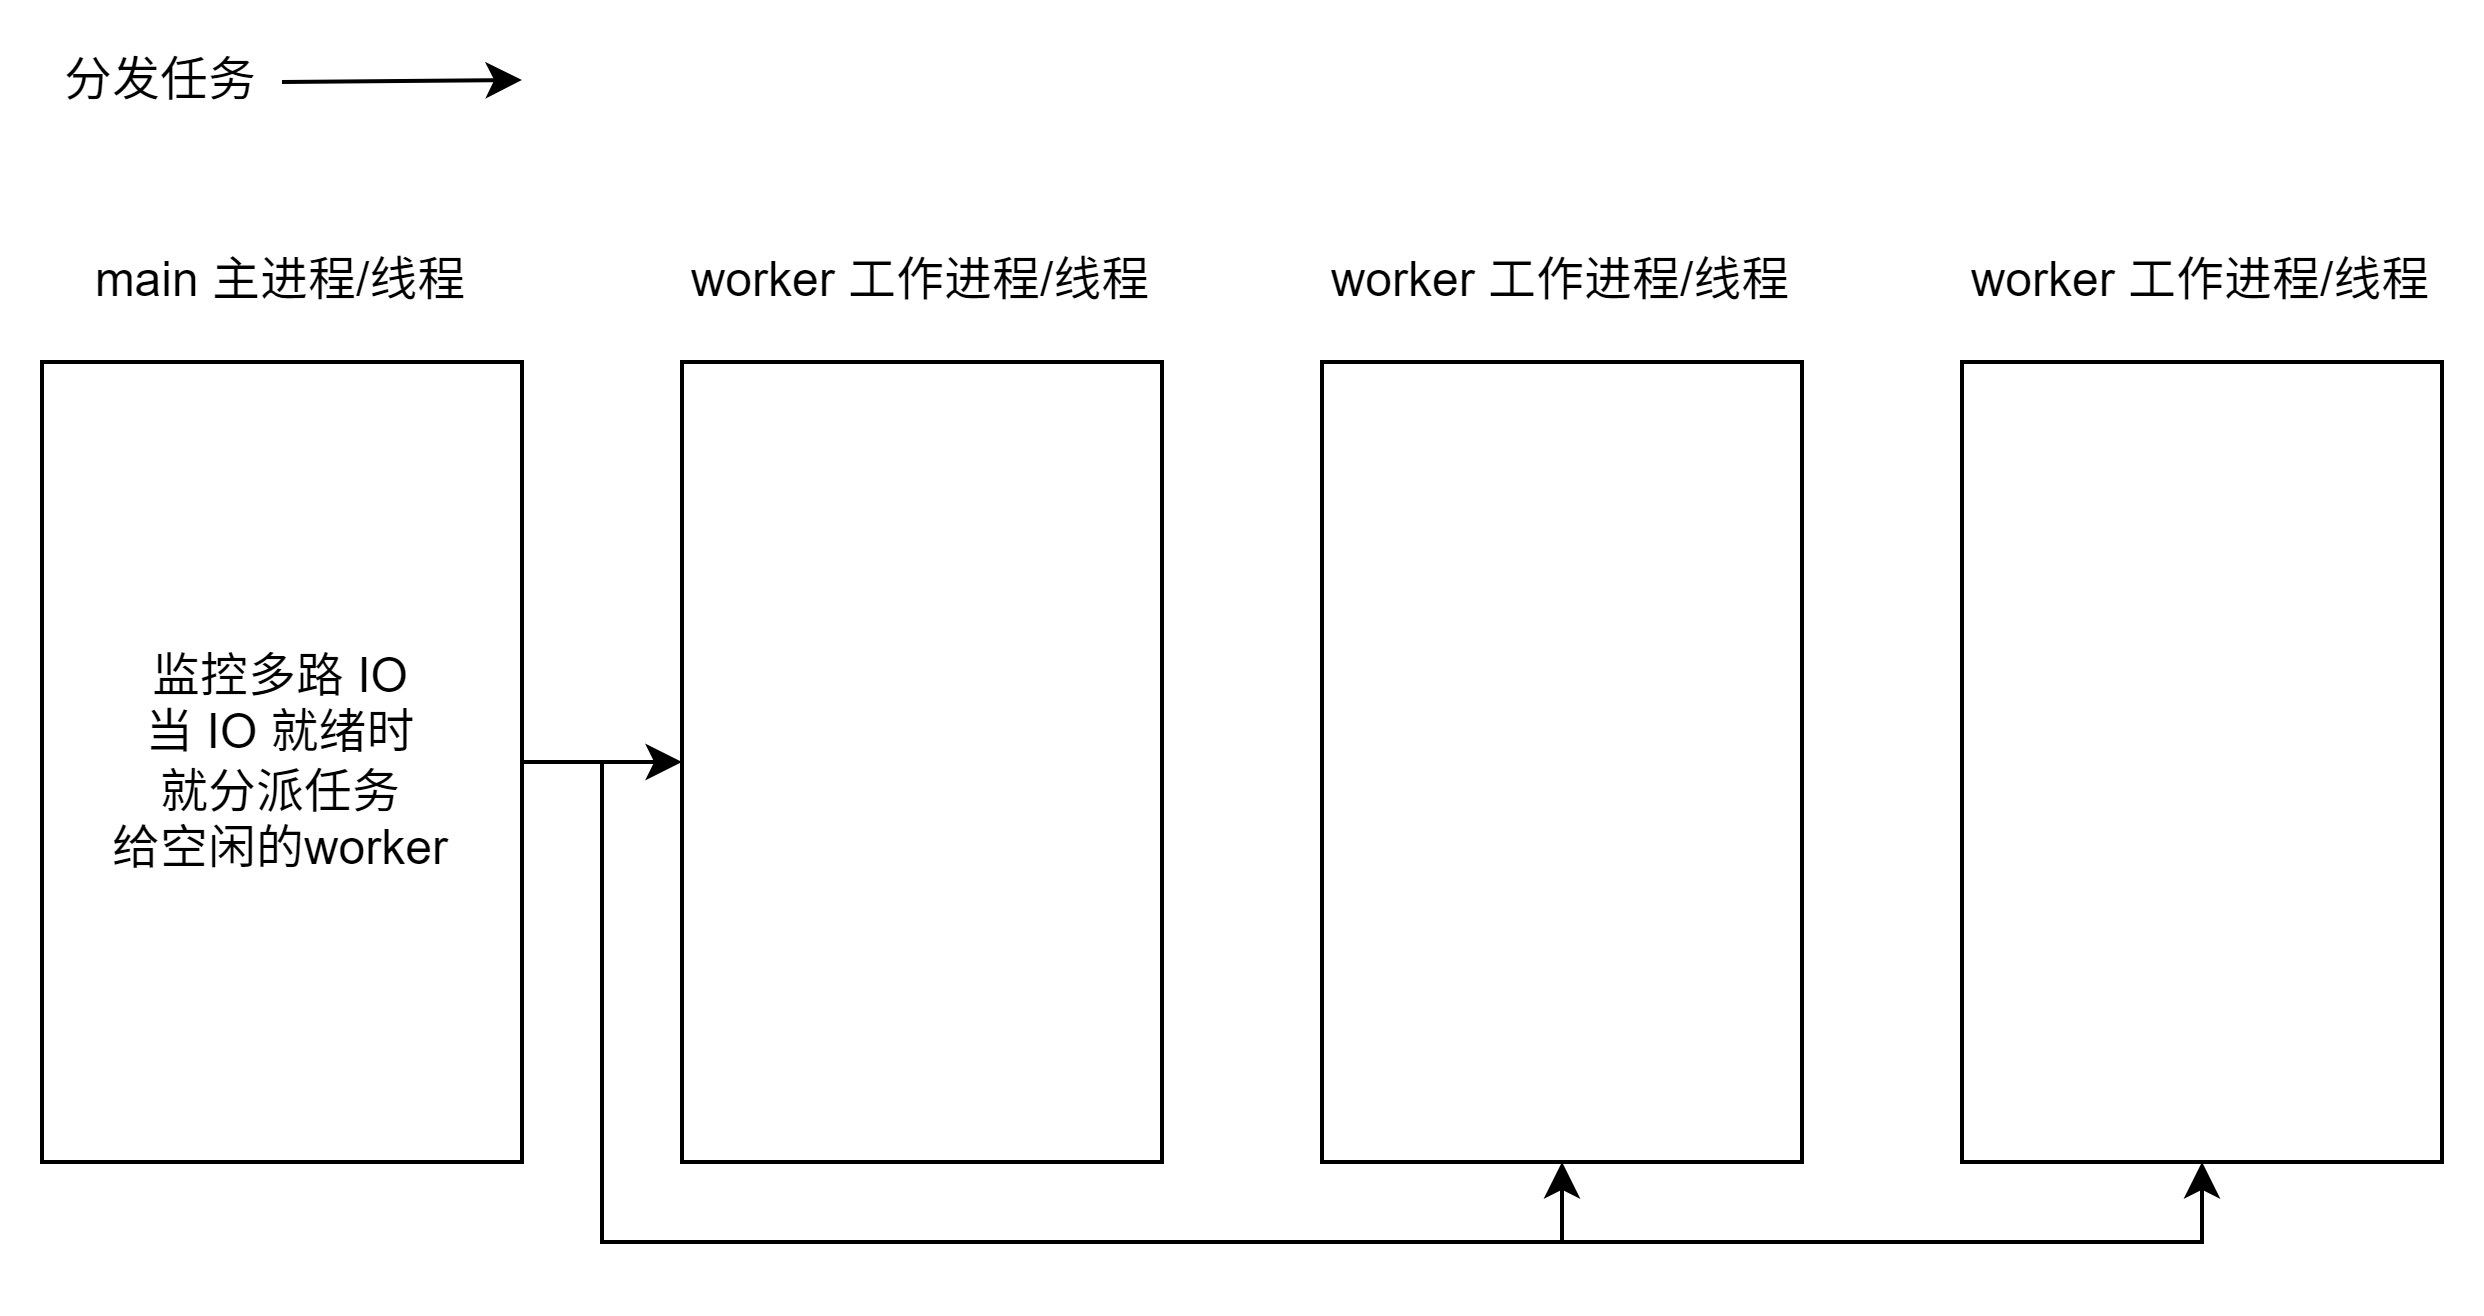 分发任务
main 主进程/线程
worker 工作进程/线程
worker 工作进程/线程
worker 工作进程/线程
监控多路 IO
当 IO 就绪时
就分派任务
给空闲的worker